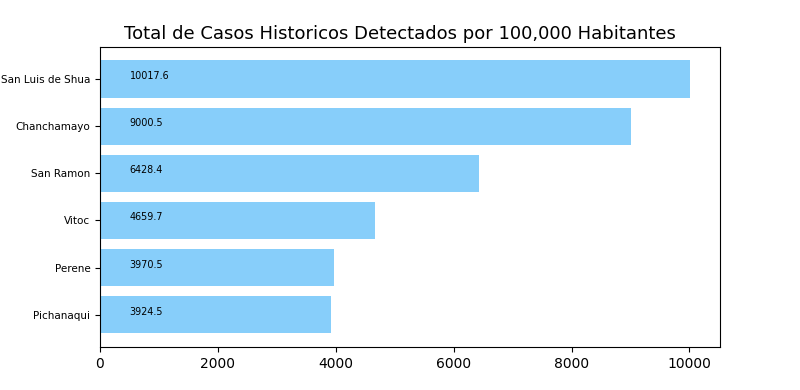 Total de Casos Historicos Detectados por 100,000 Habitantes
San Luis de Shua 10017.6
Chanchamayo 9000.5
San Ramon 6428.4
Vitoc 4659.7
Perene 3970.5
Pichanaqui 3924.5
0 2000 4000 6000 8000 10000